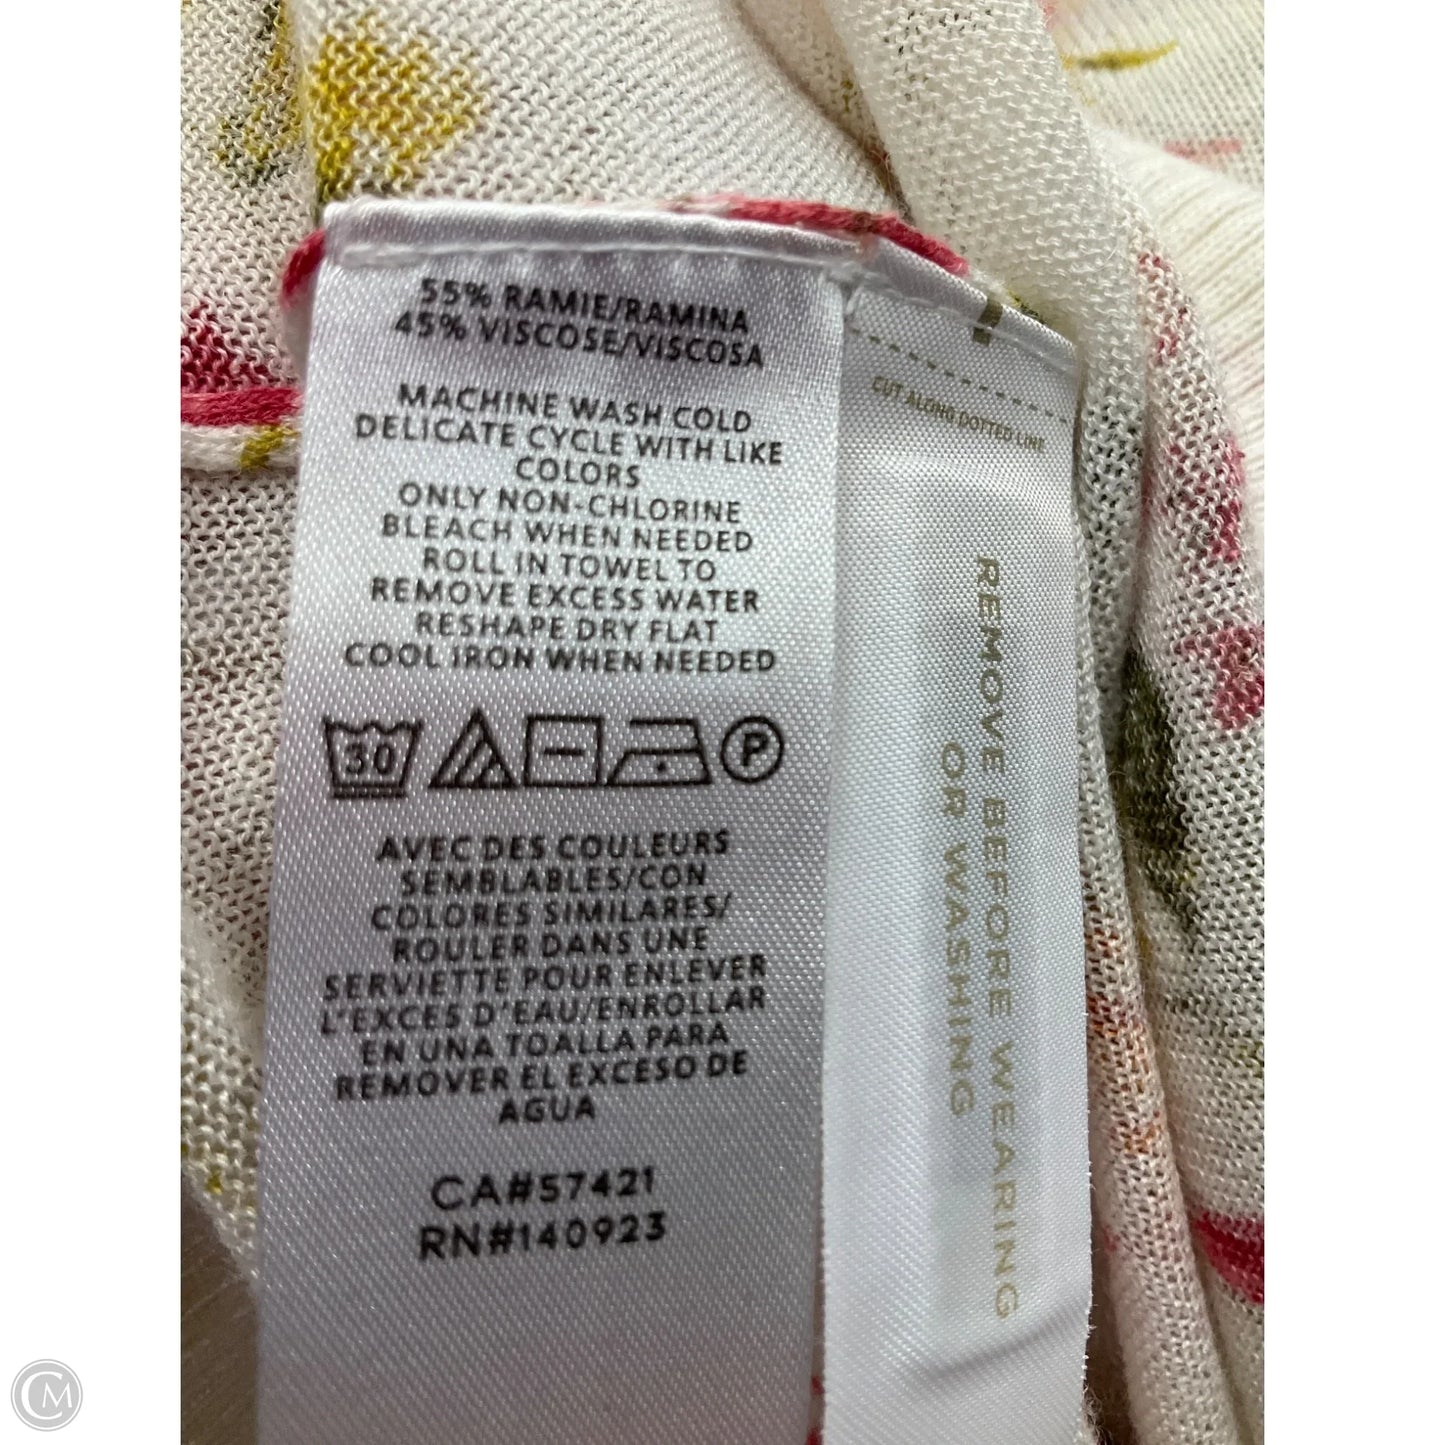 55% RAMIE/RAMINA
45% VISCOSE/VISCOSA
MACHINE WASH COLD
DELICATE CYCLE WITH LIKE
COLORS
ONLY NON-CHLORINE
BLEACH WHEN NEEDED
ROLL IN TOWEL TO
REMOVE EXCESS WATER
RESHAPE DRY FLAT
COOL IRON WHEN NEEDED
30
P
AVEC DES COULEURS
SEMBLABLES/CON
COLORES SIMILARES/
ROULER DANS UNE
SERVIETTE POUR ENLEVER
L'EXCES D'EAU/ENROLLAR
EN UNA TOALLA PARA
REMOVER EL EXCESO DE
AGUA
CA#57421
RN#140923
CUT ALONG DOTTED LINE
REMOVE BEFORE WEARING
OR WASHING
CM